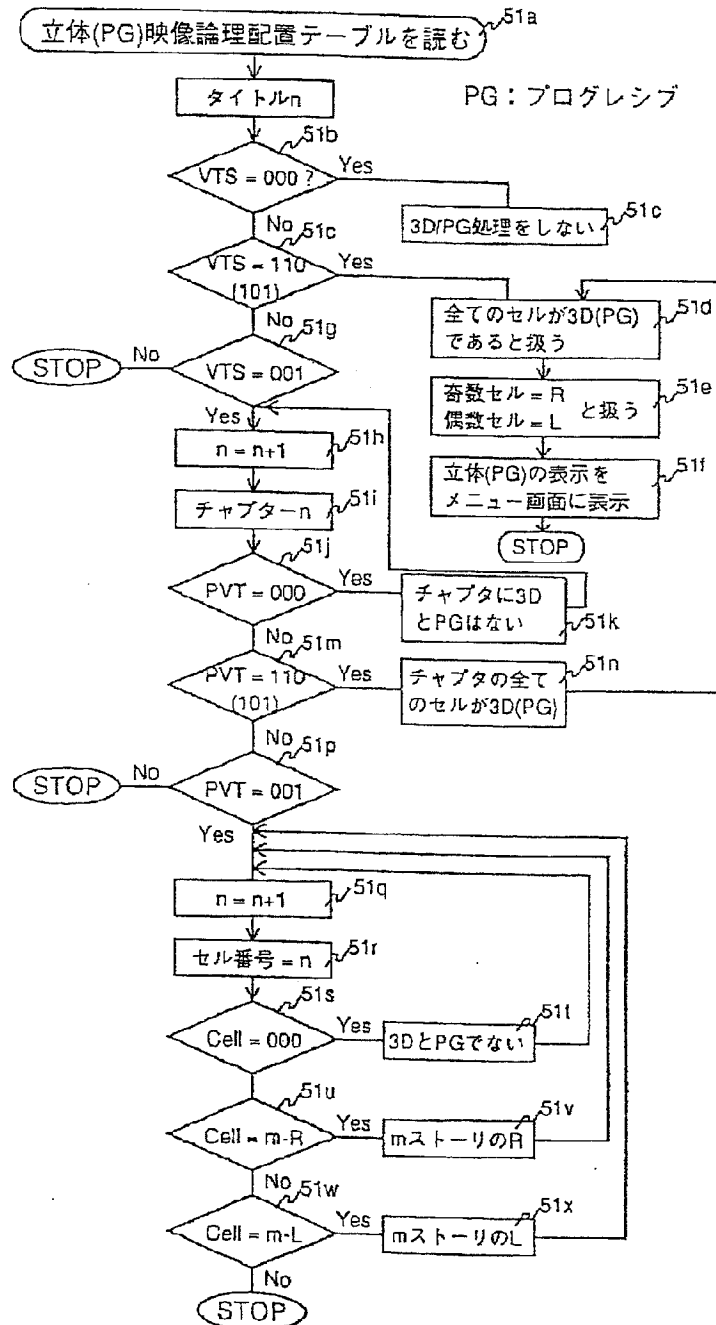 立体(PG)映像論理配置テーブルを読む
51a
タイトルn
PG：プログレシブ
51b
VTS = 000 ?
Yes
No
3D/PG処理をしない
51c
51c
VTS = 110
(101)
Yes
No
全てのセルが3D(PG)
であると扱う
51d
51g
VTS = 001
No
STOP
Yes
奇数セル = R
偶数セル = L
と扱う
51e
n = n+1
51h
立体(PG)の表示を
メニュー画面に表示
51f
STOP
チャプターn
51i
51j
PVT = 000
Yes
No
チャプタに3D
とPGはない
51k
51m
PVT = 110
(101)
Yes
No
チャプタの全て
のセルが3D(PG)
51n
51p
PVT = 001
No
STOP
Yes
n = n+1
51q
セル番号 = n
51r
51s
Cell = 000
Yes
3DとPGでない
51t
51u
Cell = m-R
Yes
No
mストーリのR
51v
51w
Cell = m-L
Yes
No
mストーリのL
51x
STOP